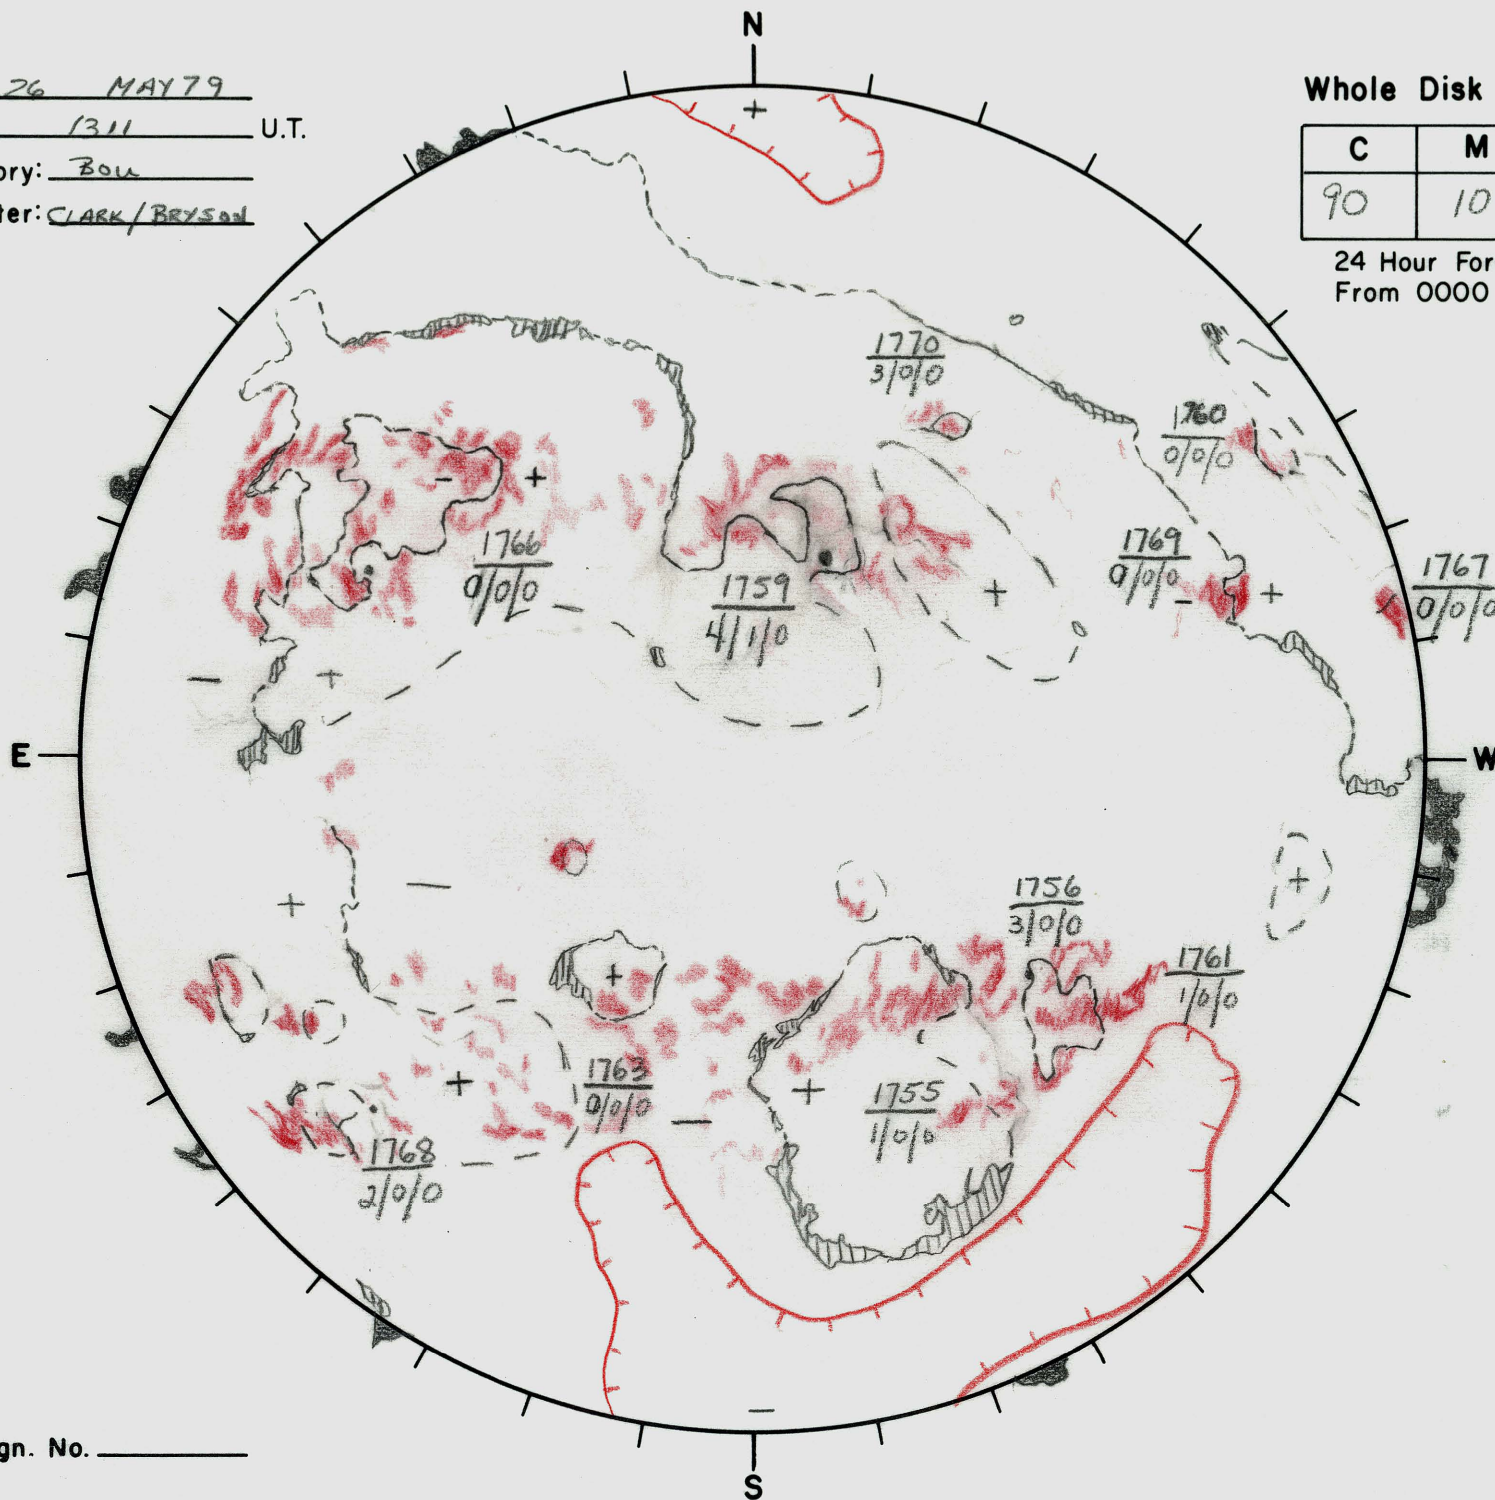 26 MAY 79
1311 U.T.
ory: BOU
ter: CLARK/BRYSON
N
Whole Disk
C M
90 10
24 Hour For
From 0000
+
1770
3/0/0
1760
0/0/0
- +
1766
0/0/0
1759
4/1/0
+
1769
0/0/0
- +
1767
0/0/0
- +
E
W
+ -
+
1756
3/0/0
+
1761
1/0/0
+
1763
0/0/0
+
1755
1/0/0
-
1768
2/0/0
-
gn. No.
S